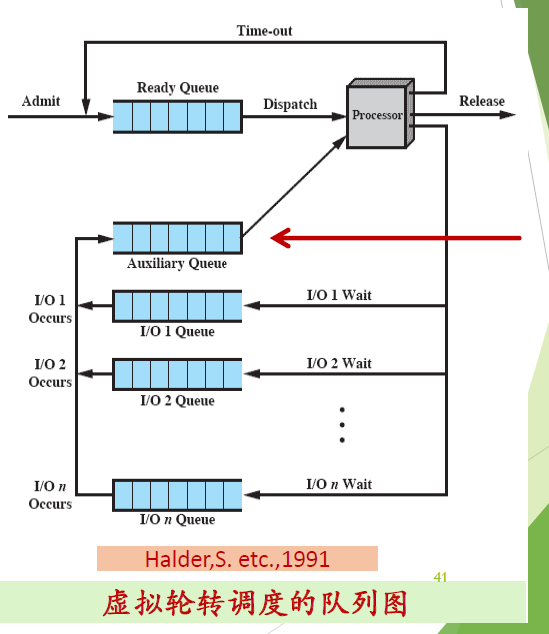 Time-out
Ready Queue
Admit
Dispatch
Processor
Release
Auxiliary Queue
I/O 1
Occurs
I/O 1 Wait
I/O 1 Queue
I/O 2
Occurs
I/O 2 Wait
I/O 2 Queue
I/O n
Occurs
I/O n Wait
I/O n Queue
Halder,S. etc.,1991
41
虚拟轮转调度的队列图